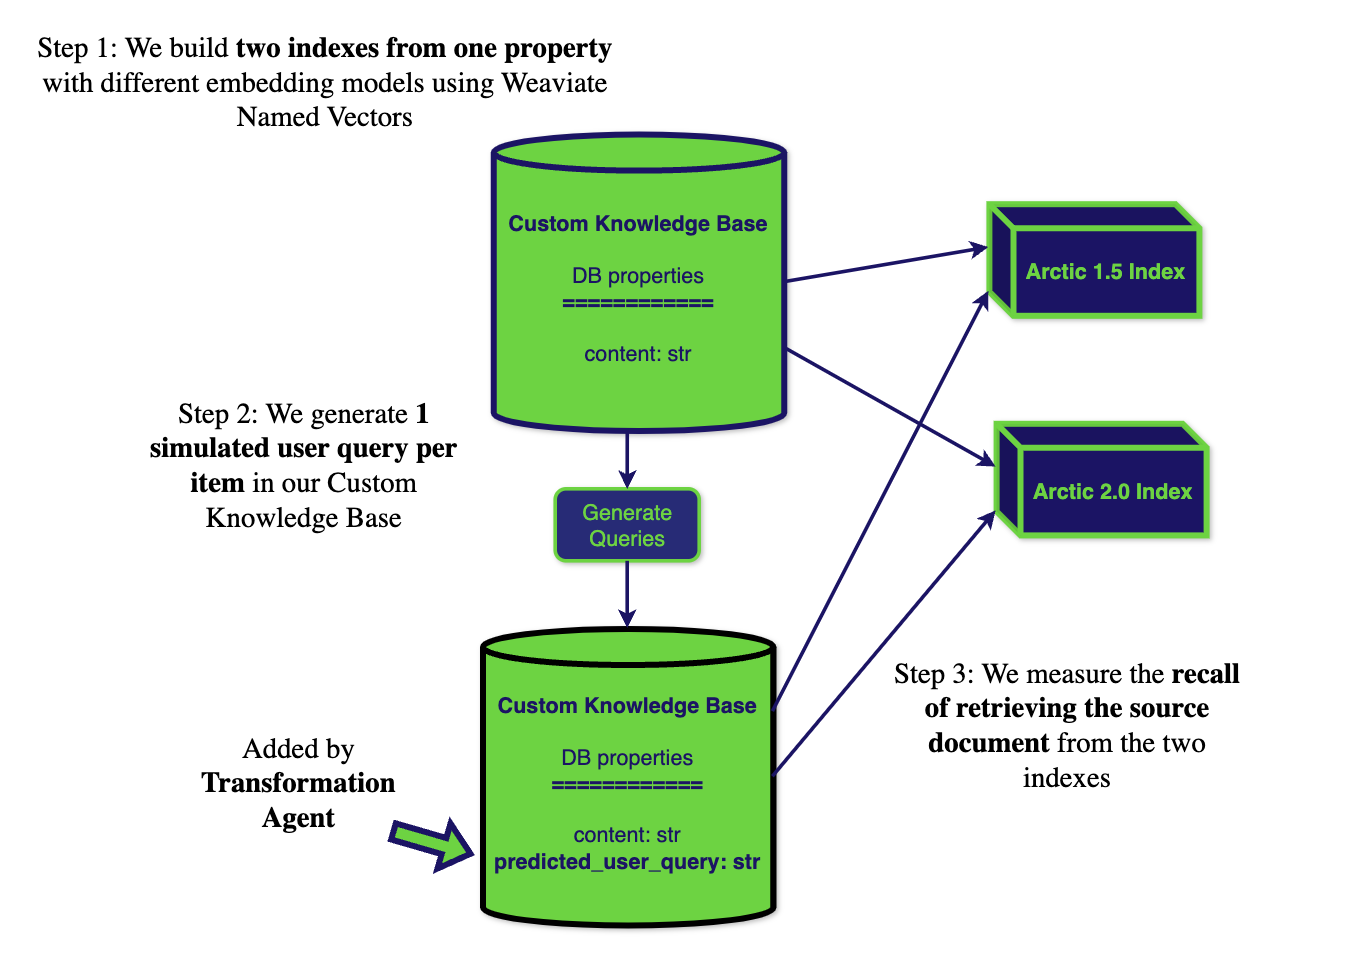 Step 1: We build two indexes from one property
with different embedding models using Weaviate
Named Vectors
Custom Knowledge Base
DB properties
============
content: str
Arctic 1.5 Index
Arctic 2.0 Index
Step 2: We generate 1
simulated user query per
item in our Custom
Knowledge Base
Generate
Queries
Custom Knowledge Base
DB properties
============
content: str
predicted_user_query: str
Added by
Transformation
Agent
Step 3: We measure the recall
of retrieving the source
document from the two
indexes